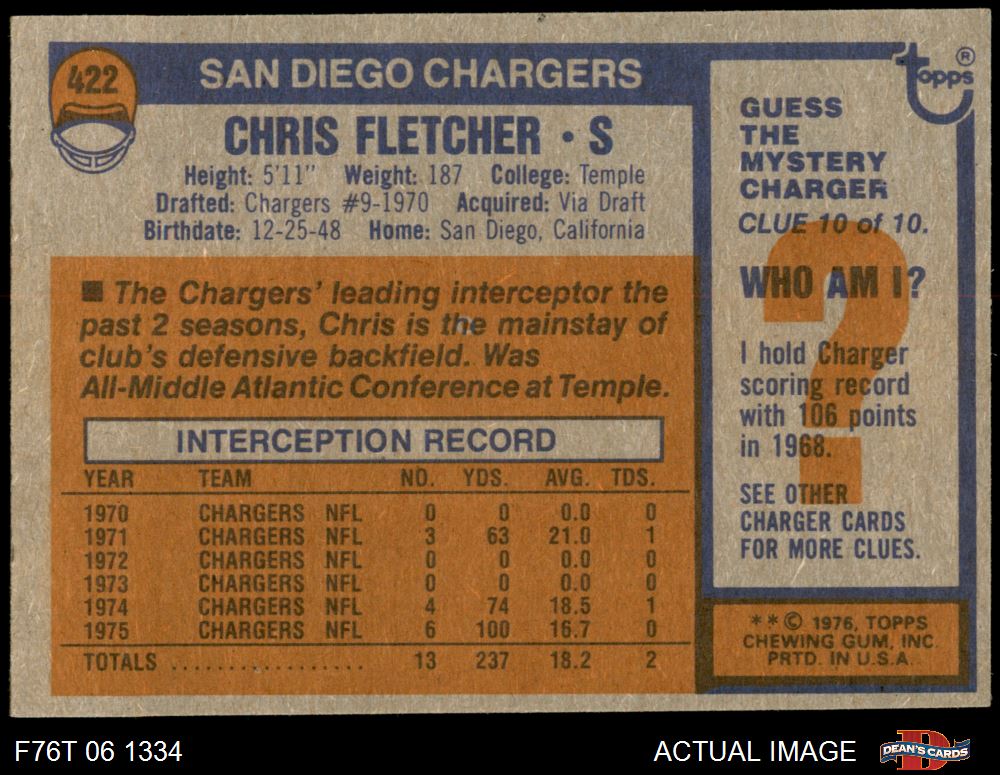 422
SAN DIEGO CHARGERS
CHRIS FLETCHER • S
Height: 5'11" Weight: 187 College: Temple
Drafted: Chargers #9-1970 Acquired: Via Draft
Birthdate: 12-25-48 Home: San Diego, California
■ The Chargers' leading interceptor the
past 2 seasons, Chris is the mainstay of
club's defensive backfield. Was
All-Middle Atlantic Conference at Temple.
INTERCEPTION RECORD
YEAR TEAM NO. YDS. AVG. TDS.
1970 CHARGERS NFL 0 0 0.0 0
1971 CHARGERS NFL 3 63 21.0 1
1972 CHARGERS NFL 0 0 0.0 0
1973 CHARGERS NFL 0 0 0.0 0
1974 CHARGERS NFL 4 74 18.5 1
1975 CHARGERS NFL 6 100 16.7 0
TOTALS .................. 13 237 18.2 2
topps ®
GUESS
THE
MYSTERY
CHARGER
CLUE 10 of 10.
?
WHO AM I?
I hold Charger
scoring record
with 106 points
in 1968.
SEE OTHER
CHARGER CARDS
FOR MORE CLUES.
**© 1976, TOPPS
CHEWING GUM, INC.
PRTD. IN U.S.A.
F76T 06 1334
ACTUAL IMAGE
D
DEAN'S CARDS